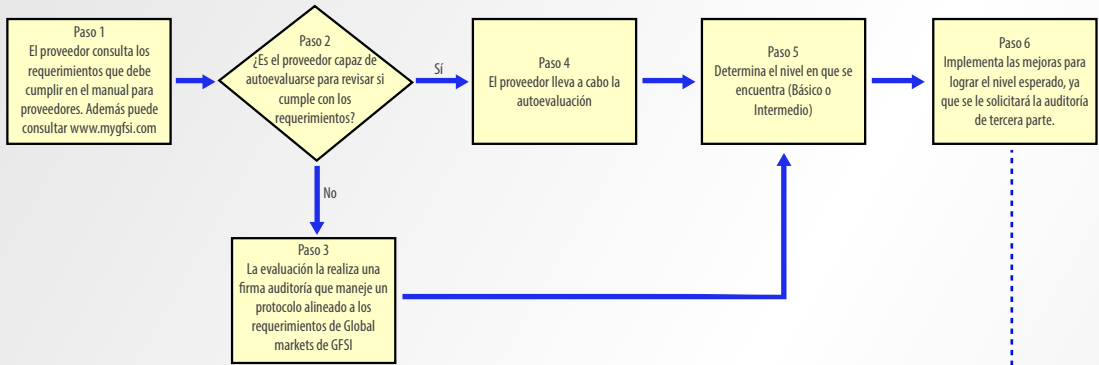 Paso 1
El proveedor consulta los
requerimientos que debe
cumplir en el manual para
proveedores. Además puede
consultar www.mygfsi.com
Paso 2
¿Es el proveedor capaz de
autoevaluarse para revisar si
cumple con los
requerimientos?
Sí
Paso 4
El proveedor lleva a cabo la
autoevaluación
Paso 5
Determina el nivel en que se
encuentra (Básico o
Intermedio)
Paso 6
Implementa las mejoras para
lograr el nivel esperado, ya
que se le solicitará la auditoría
de tercera parte.
No
Paso 3
La evaluación la realiza una
firma auditoría que maneje un
protocolo alineado a los
requerimientos de Global
markets de GFSI